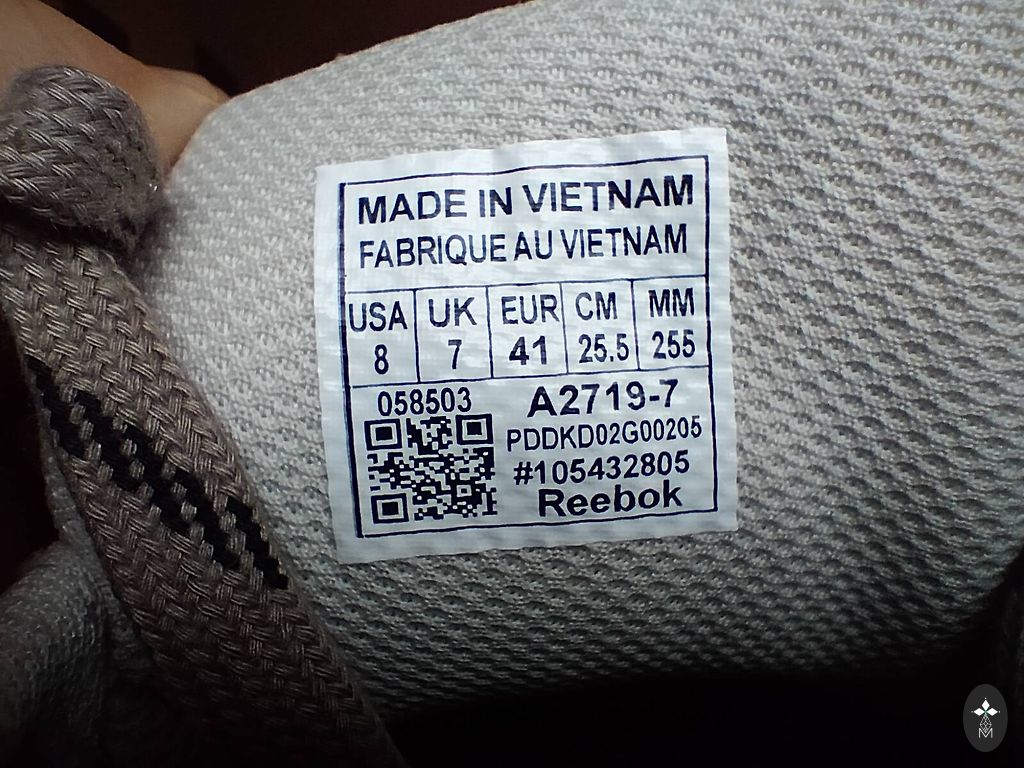 MADE IN VIETNAM
FABRIQUE AU VIETNAM
USA UK EUR CM MM
8 7 41 25.5 255
058503 A2719-7
PDDKD02G00205
#105432805
Reebok
M